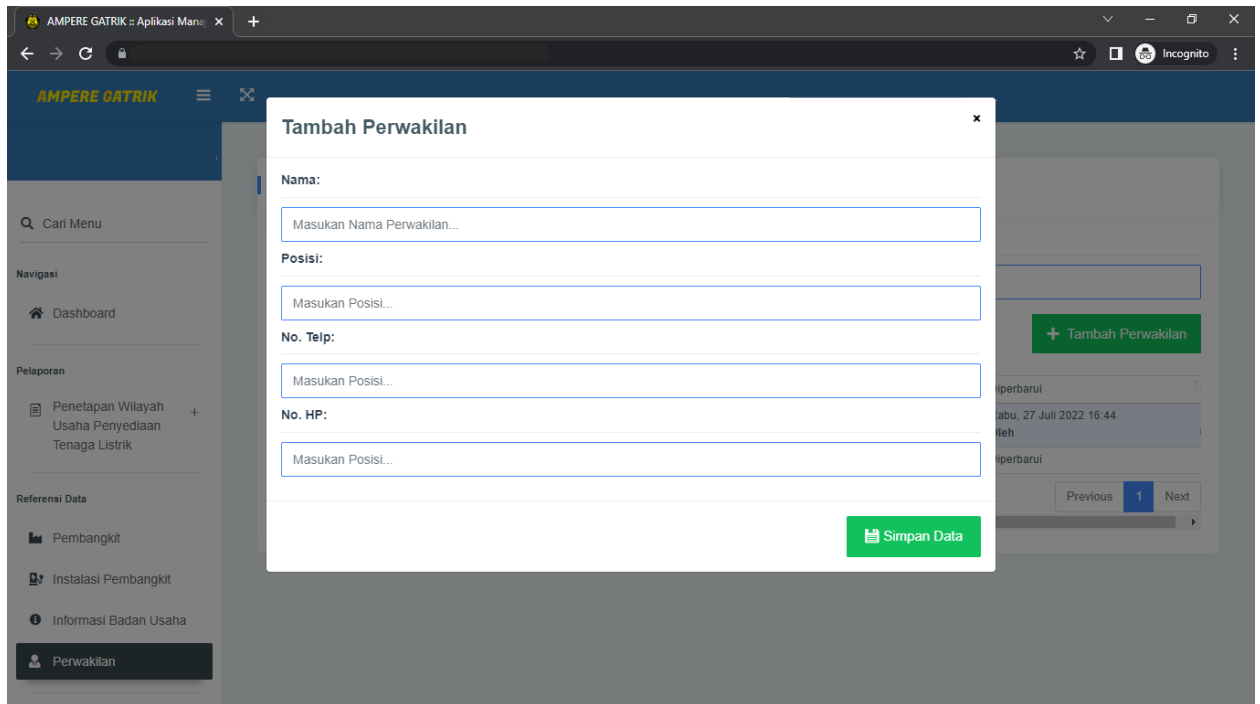 AMPERE GATRIK :: Aplikasi Mana
Incognito
AMPERE GATRIK
Tambah Perwakilan
Nama:
Masukan Nama Perwakilan...
Posisi:
Masukan Posisi...
No. Telp:
Masukan Posisi...
No. HP:
Masukan Posisi...
Simpan Data
Cari Menu
Navigasi
Dashboard
Pelaporan
Penetapan Wilayah
Usaha Penyediaan
Tenaga Listrik
Referensi Data
Pembangkit
Instalasi Pembangkit
Informasi Badan Usaha
Perwakilan
+ Tambah Perwakilan
iperbarui
abu, 27 Juli 2022 16:44
leh
iperbarui
Previous 1 Next